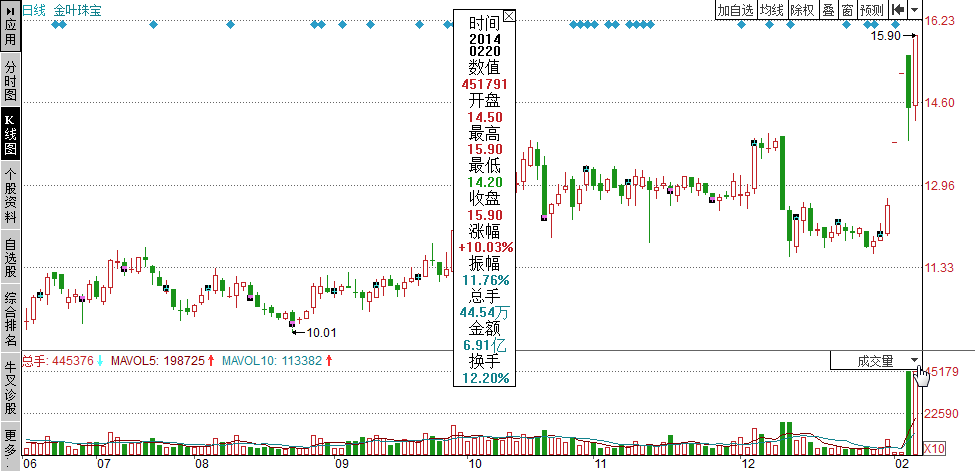 日线 金叶珠宝
加自选 均线 除权 叠 窗 预测
应用
分时图
K线图
个股资料
自选股
综合排名
牛叉诊股
更多
时间
2014
0220
数值
451791
开盘
14.50
最高
15.90
最低
14.20
收盘
15.90
涨幅
+10.03%
振幅
11.76%
总手
44.54万
金额
6.91亿
换手
12.20%
16.23
15.90
14.60
12.96
11.33
10.01
总手: 445376 MAVOL5: 198725 MAVOL10: 113382
成交量
45179
22590
X10
06 07 08 09 10 11 12 02